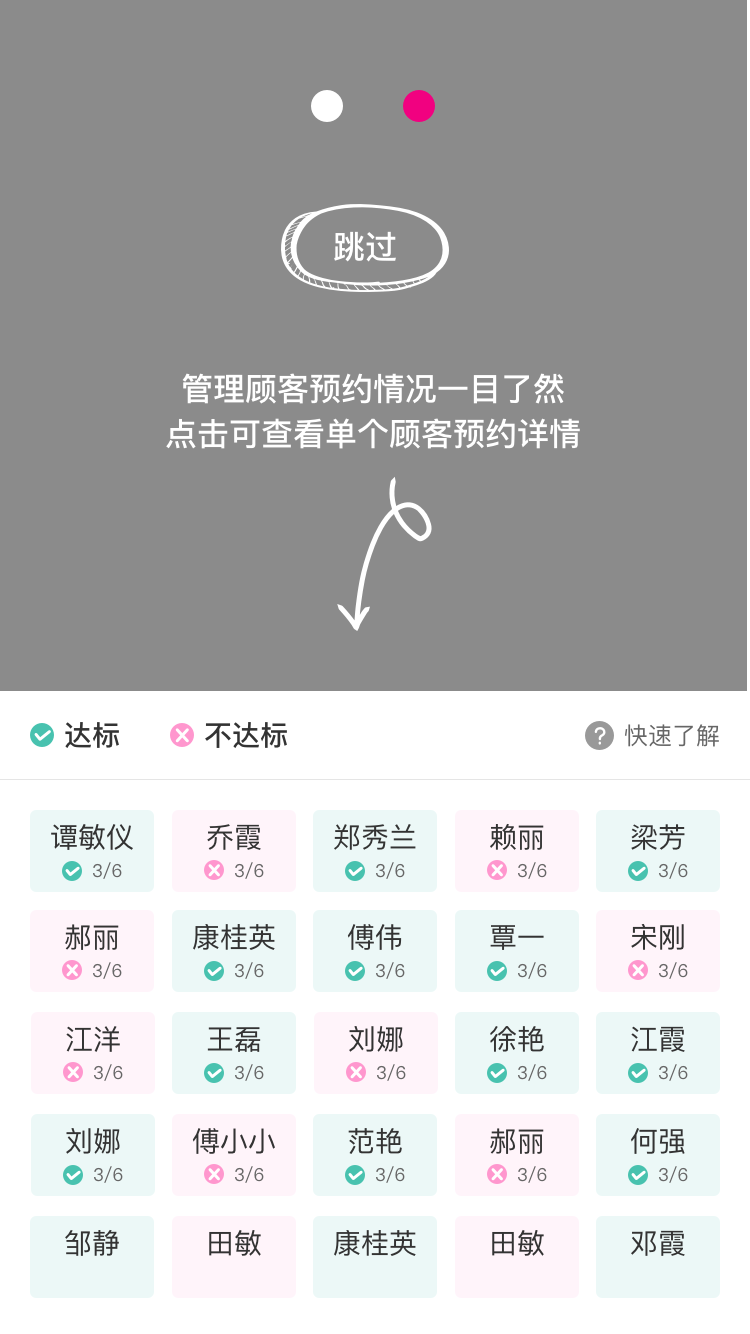 跳过
管理顾客预约情况一目了然
点击可查看单个顾客预约详情
达标 不达标 ? 快速了解
谭敏仪 乔霞 郑秀兰 赖丽 梁芳
3/6 3/6 3/6 3/6 3/6
郝丽 康桂英 傅伟 覃一 宋刚
3/6 3/6 3/6 3/6 3/6
江洋 王磊 刘娜 徐艳 江霞
3/6 3/6 3/6 3/6 3/6
刘娜 傅小小 范艳 郝丽 何强
3/6 3/6 3/6 3/6 3/6
邹静 田敏 康桂英 田敏 邓霞